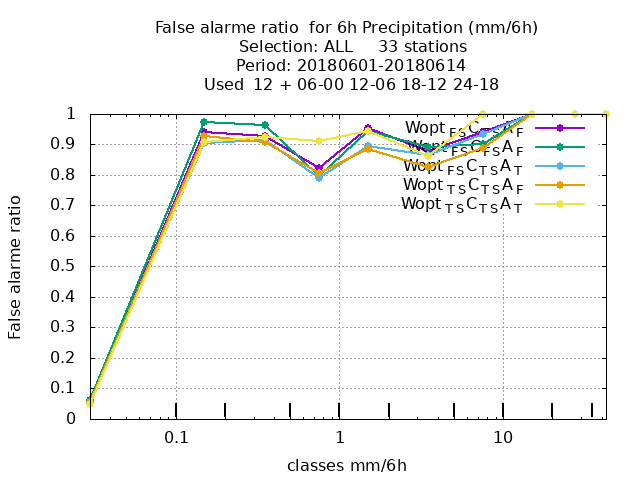 False alarme ratio  for 6h Precipitation (mm/6h)
Selection: ALL     33 stations
Period: 20180601-20180614
Used  12 + 06-00 12-06 18-12 24-18
1
0.9
0.8
0.7
0.6
0.5
0.4
0.3
0.2
0.1
0
False alarme ratio
Wopt FS C TS A F
Wopt FS C FS A F
Wopt FS C TS A T
Wopt TS C TS A F
Wopt TS C TS A T
0.1 1 10
classes mm/6h